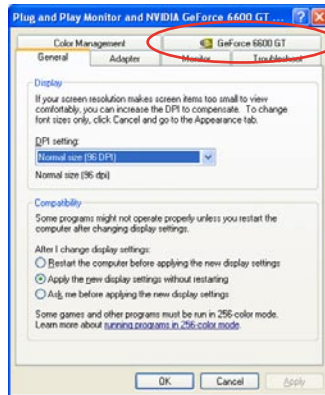 Plug and Play Monitor and NVIDIA GeForce 6600 GT ...
Color Management
GeForce 6600 GT
General
Adapter
Monitor
Troubleshoot
Display
If your screen resolution makes screen items too small to view
comfortably, you can increase the DPI to compensate. To change
font sizes only, click Cancel and go to the Appearance tab.
DPI setting:
Normal size (96 DPI)
Normal size (96 dpi)
Compatibility
Some programs might not operate properly unless you restart the
computer after changing display settings.
After I change display settings:
Restart the computer before applying the new display settings
Apply the new display settings without restarting
Ask me before applying the new display settings
Some games and other programs must be run in 256-color mode.
Learn more about running programs in 256-color mode.
OK
Cancel
Apply